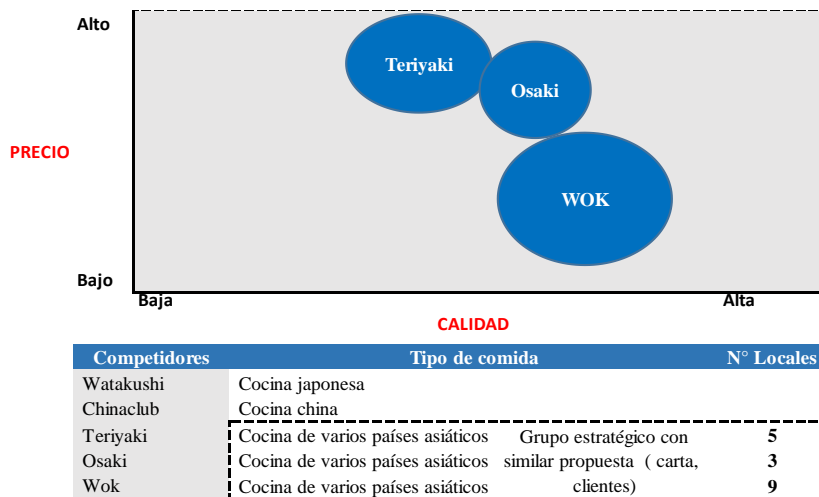 Alto
Teriyaki
Osaki
PRECIO
WOK
Bajo
Baja Alta
CALIDAD
Competidores Tipo de comida N° Locales
Watakushi Cocina japonesa
Chinaclub Cocina china
Teriyaki Cocina de varios países asiáticos Grupo estratégico con 5
Osaki Cocina de varios países asiáticos similar propuesta ( carta, 3
Wok Cocina de varios países asiáticos clientes) 9